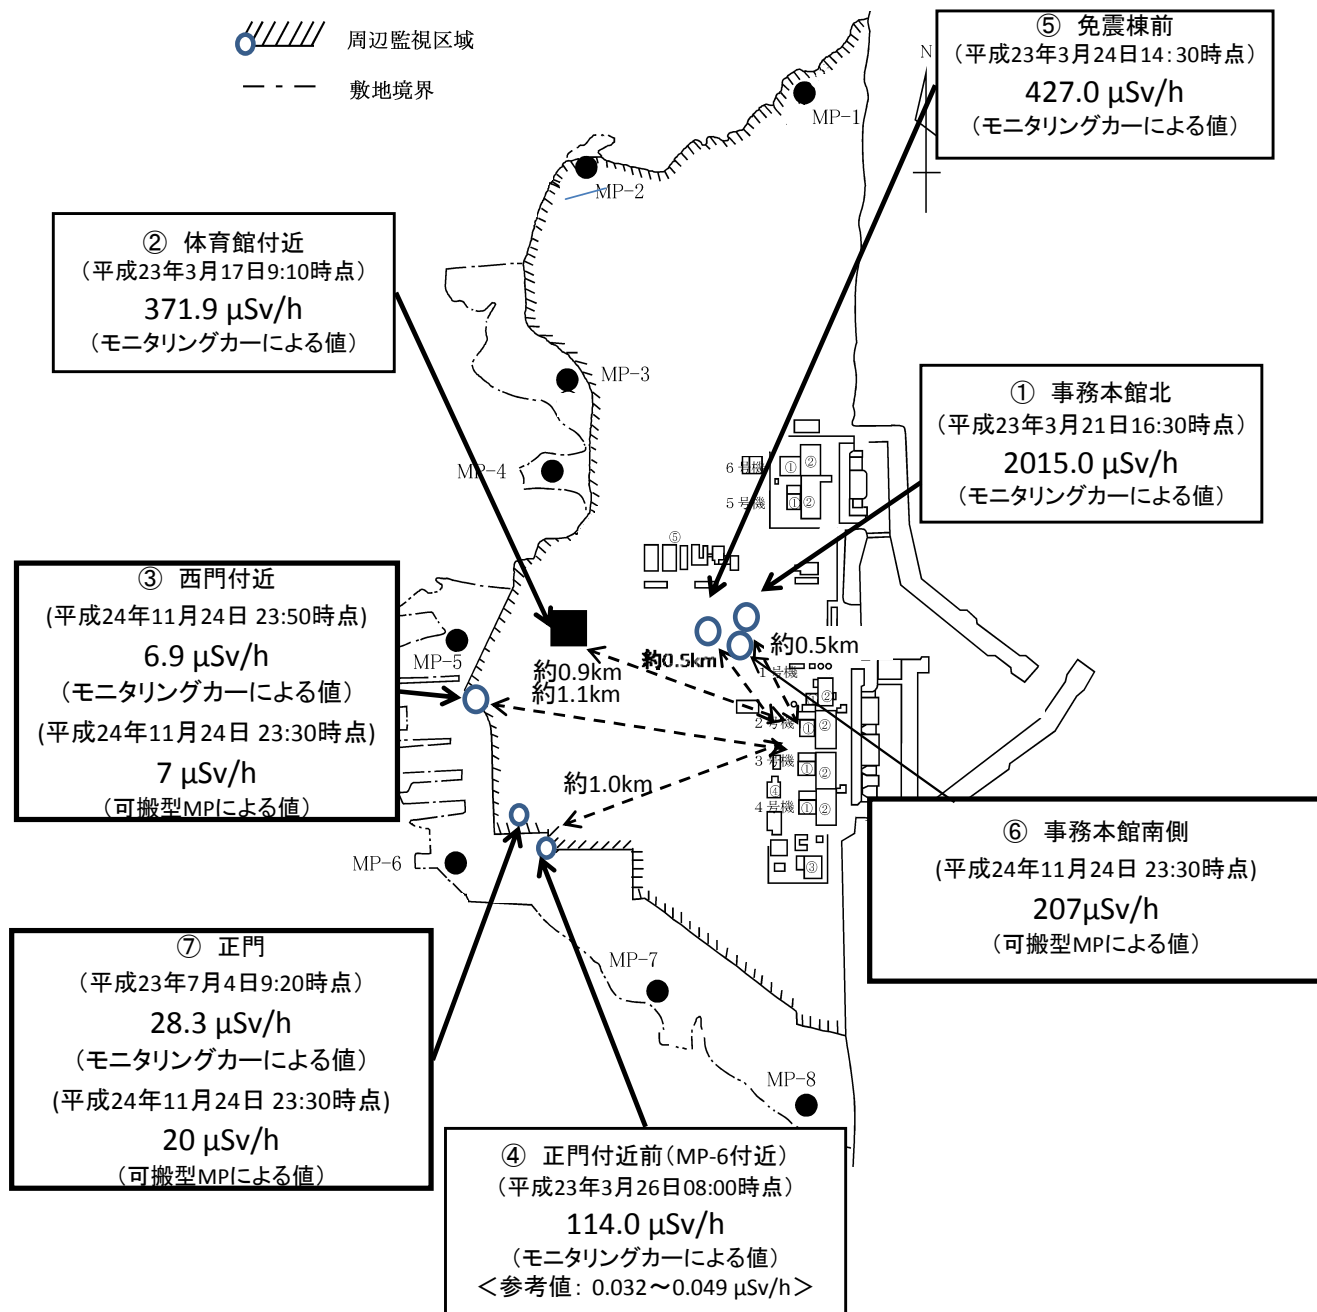 周辺監視区域
敷地境界
⑤ 免震棟前
（平成23年3月24日14：30時点）
427.0 μSv/h
（モニタリングカーによる値）
N
MP-1
MP-2
② 体育館付近
（平成23年3月17日9:10時点）
371.9 μSv/h
（モニタリングカーによる値）
MP-3
① 事務本館北
（平成23年3月21日16:30時点）
2015.0 μSv/h
（モニタリングカーによる値）
MP-4
6号機
① ②
5号機
① ②
⑤
③ 西門付近
(平成24年11月24日 23:50時点)
6.9 μSv/h
（モニタリングカーによる値）
(平成24年11月24日 23:30時点)
7 μSv/h
（可搬型MPによる値）
MP-5
約0.9km
約1.1km
約0.5km
約0.5km
1号機
②
2号機
① ②
3号機
① ②
約1.0km
④
4号機
① ②
③
MP-6
⑥ 事務本館南側
(平成24年11月24日 23:30時点)
207μSv/h
（可搬型MPによる値）
⑦ 正門
（平成23年7月4日9:20時点）
28.3 μSv/h
（モニタリングカーによる値）
(平成24年11月24日 23:30時点)
20 μSv/h
（可搬型MPによる値）
MP-7
MP-8
④ 正門付近前（MP-6付近）
（平成23年3月26日08:00時点）
114.0 μSv/h
（モニタリングカーによる値）
＜参考値： 0.032～0.049 μSv/h＞